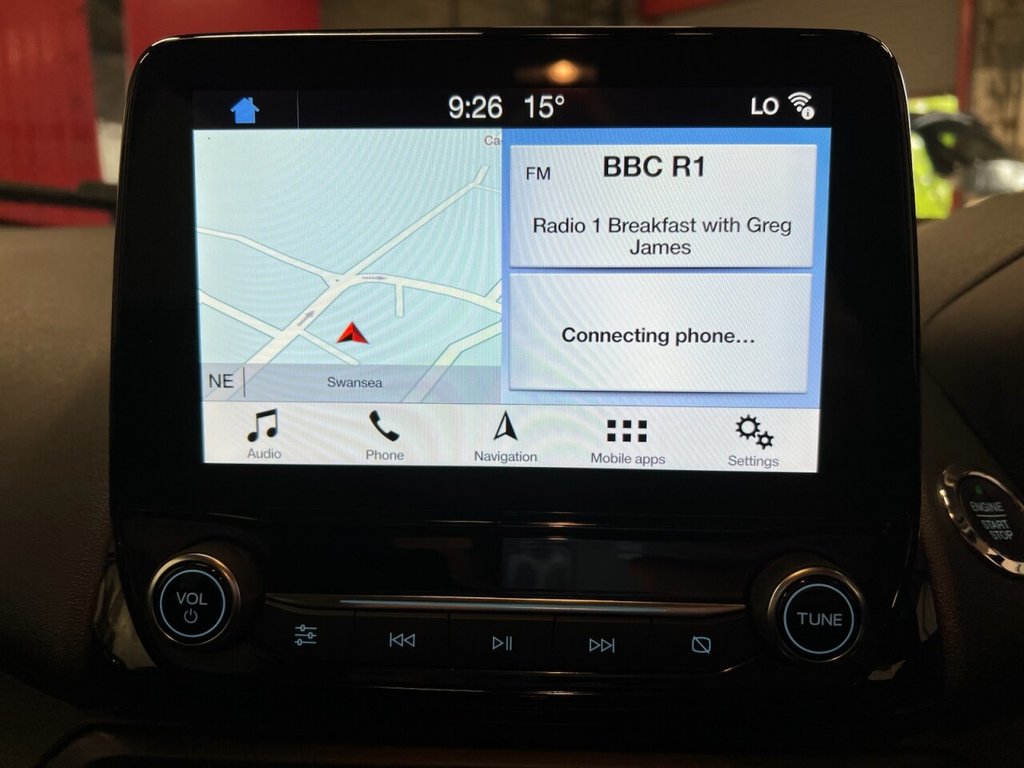 9:26 15° LO
Ca
FM BBC R1
Radio 1 Breakfast with Greg
James
Connecting phone...
NE Swansea
Audio Phone Navigation Mobile apps Settings
ENGINE
START
STOP
VOL
TUNE